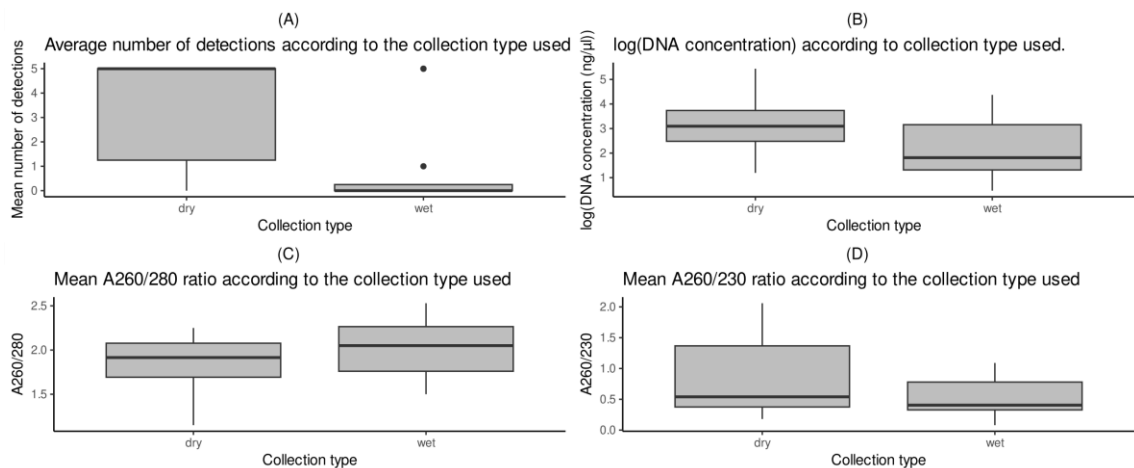 (A)
Average number of detections according to the collection type used
Mean number of detections
5
4
3
2
1
0
dry
wet
Collection type
(B)
log(DNA concentration) according to collection type used.
log(DNA concentration (ng/µl))
5
4
3
2
1
dry
wet
Collection type
(C)
Mean A260/280 ratio according to the collection type used
A260/280
2.5
2.0
1.5
dry
wet
Collection type
(D)
Mean A260/230 ratio according to the collection type used
A260/230
2.0
1.5
1.0
0.5
0.0
dry
wet
Collection type